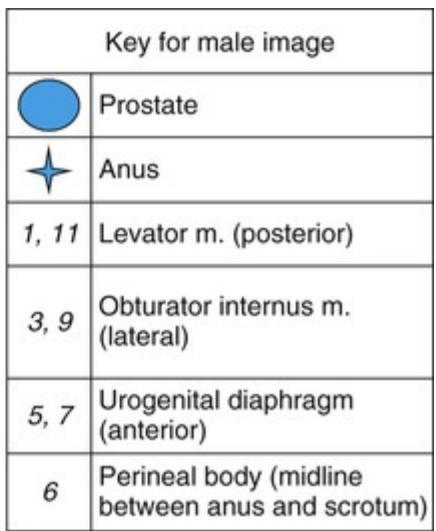 Key for male image
Prostate
Anus
1, 11 Levator m. (posterior)
3, 9 Obturator internus m.
(lateral)
5, 7 Urogenital diaphragm
(anterior)
6 Perineal body (midline
between anus and scrotum)